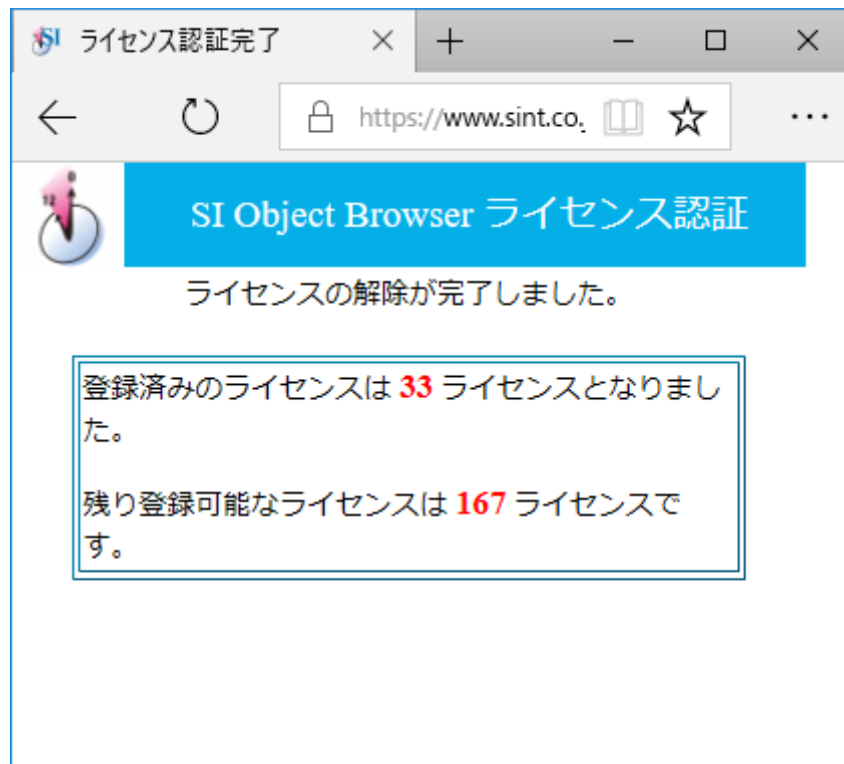 SI ライセンス認証完了
https://www.sint.co.
0
12
SI Object Browser ライセンス認証
ライセンスの解除が完了しました。
登録済みのライセンスは 33 ライセンスとなりまし
た。
残り登録可能なライセンスは 167 ライセンスで
す。